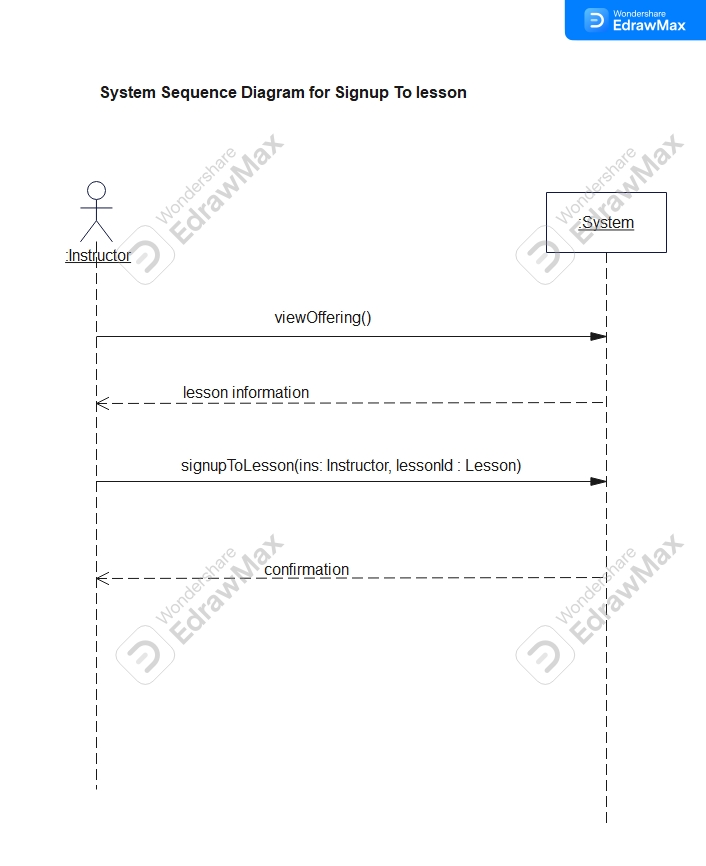 Wondershare
EdrawMax
System Sequence Diagram for Signup To lesson
Wondershare
EdrawMax
Wondershare
EdrawMax
:Instructor
:System
viewOffering()
lesson information
signupToLesson(ins: Instructor, lessonId : Lesson)
confirmation
Wondershare
EdrawMax
Wondershare
EdrawMax